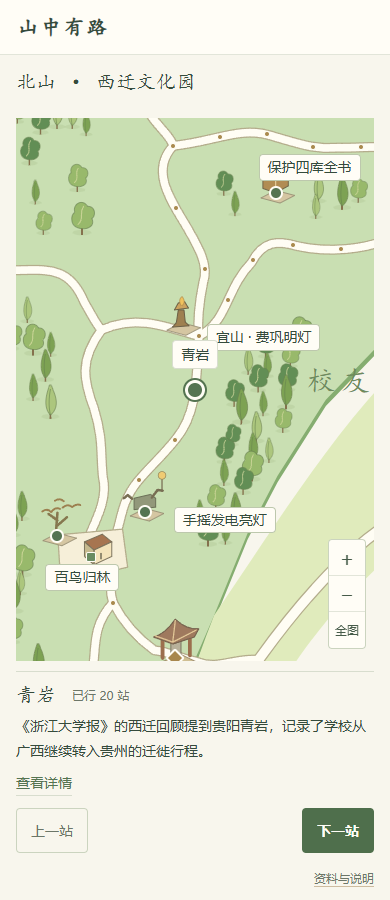 山中有路
北山 • 西迁文化园
保护四库全书
宜山 · 费巩明灯
青岩
校友
手摇发电亮灯
百鸟归林
+
−
全图
青岩 已行 20 站
《浙江大学报》的西迁回顾提到贵阳青岩，记录了学校从
广西继续转入贵州的迁徙行程。
查看详情
上一站 下一站
资料与说明